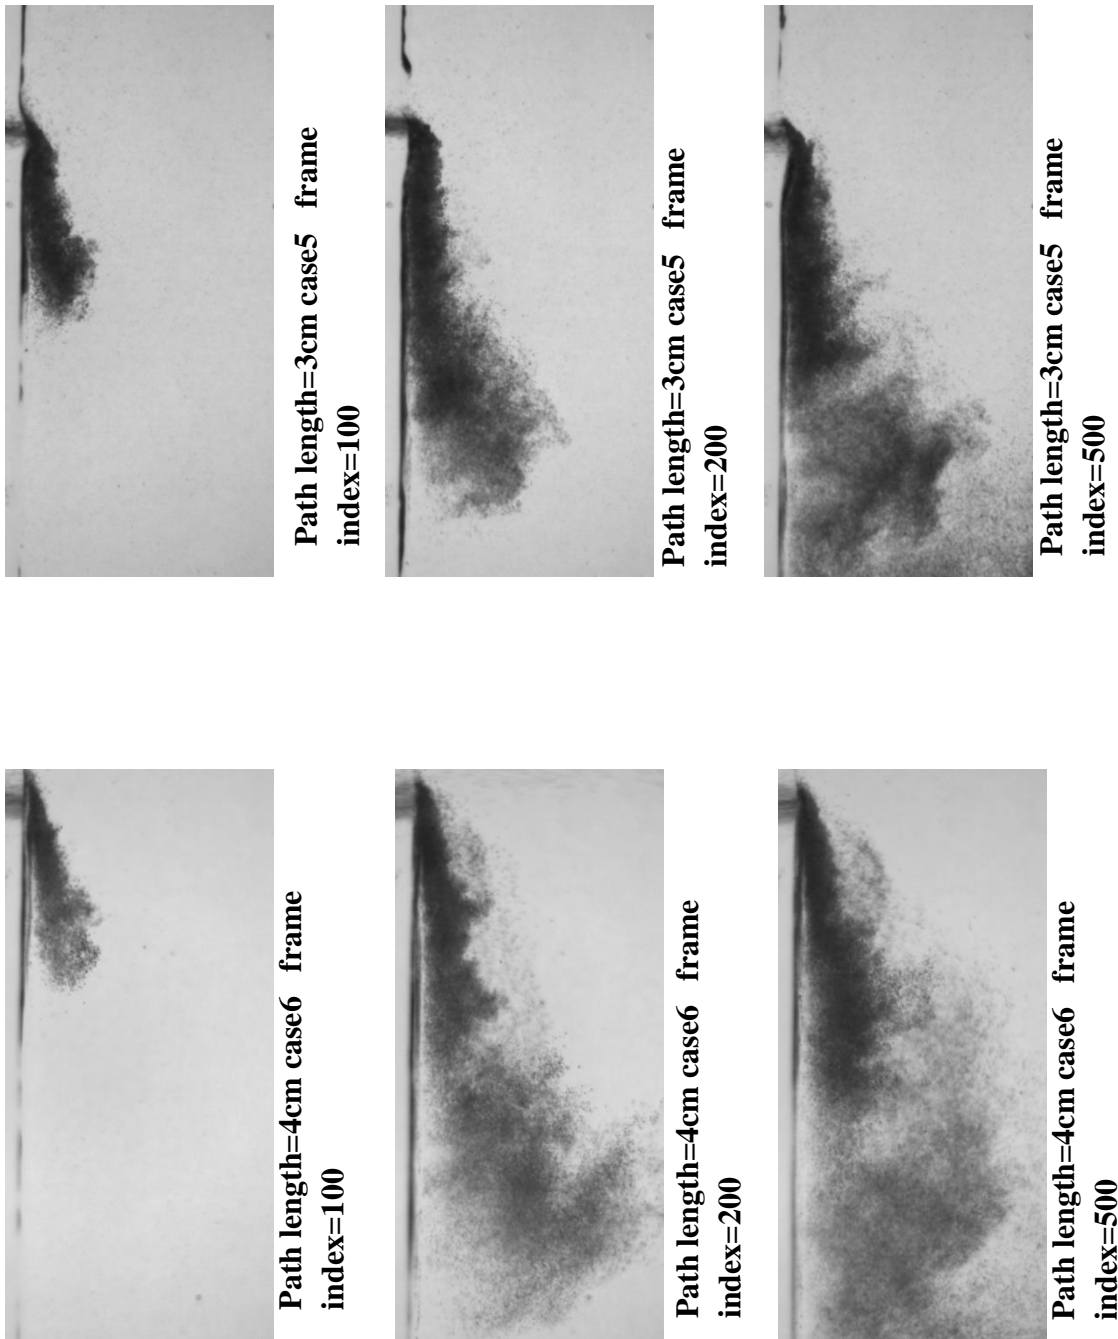 Path length=3cm case5 frame
index=100
Path length=3cm case5 frame
index=200
Path length=3cm case5 frame
index=500
Path length=4cm case6 frame
index=100
Path length=4cm case6 frame
index=200
Path length=4cm case6 frame
index=500